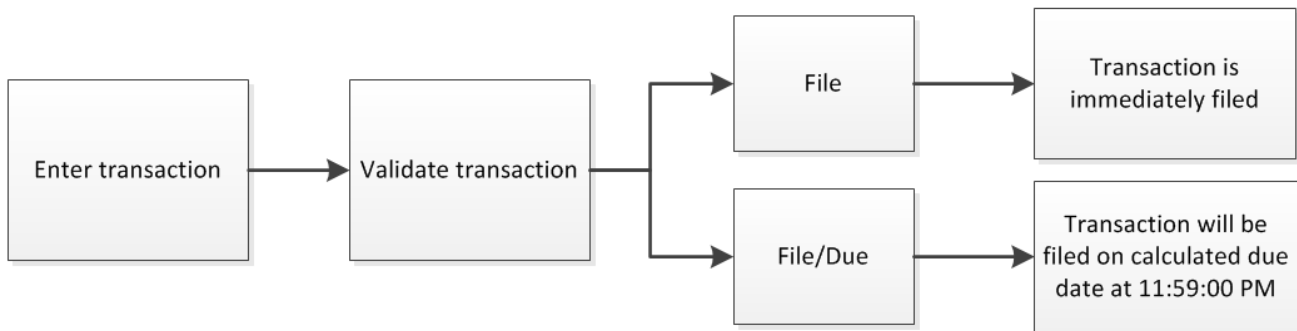 Enter transaction
Validate transaction
File
Transaction is
immediately filed
File/Due
Transaction will be
filed on calculated due
date at 11:59:00 PM